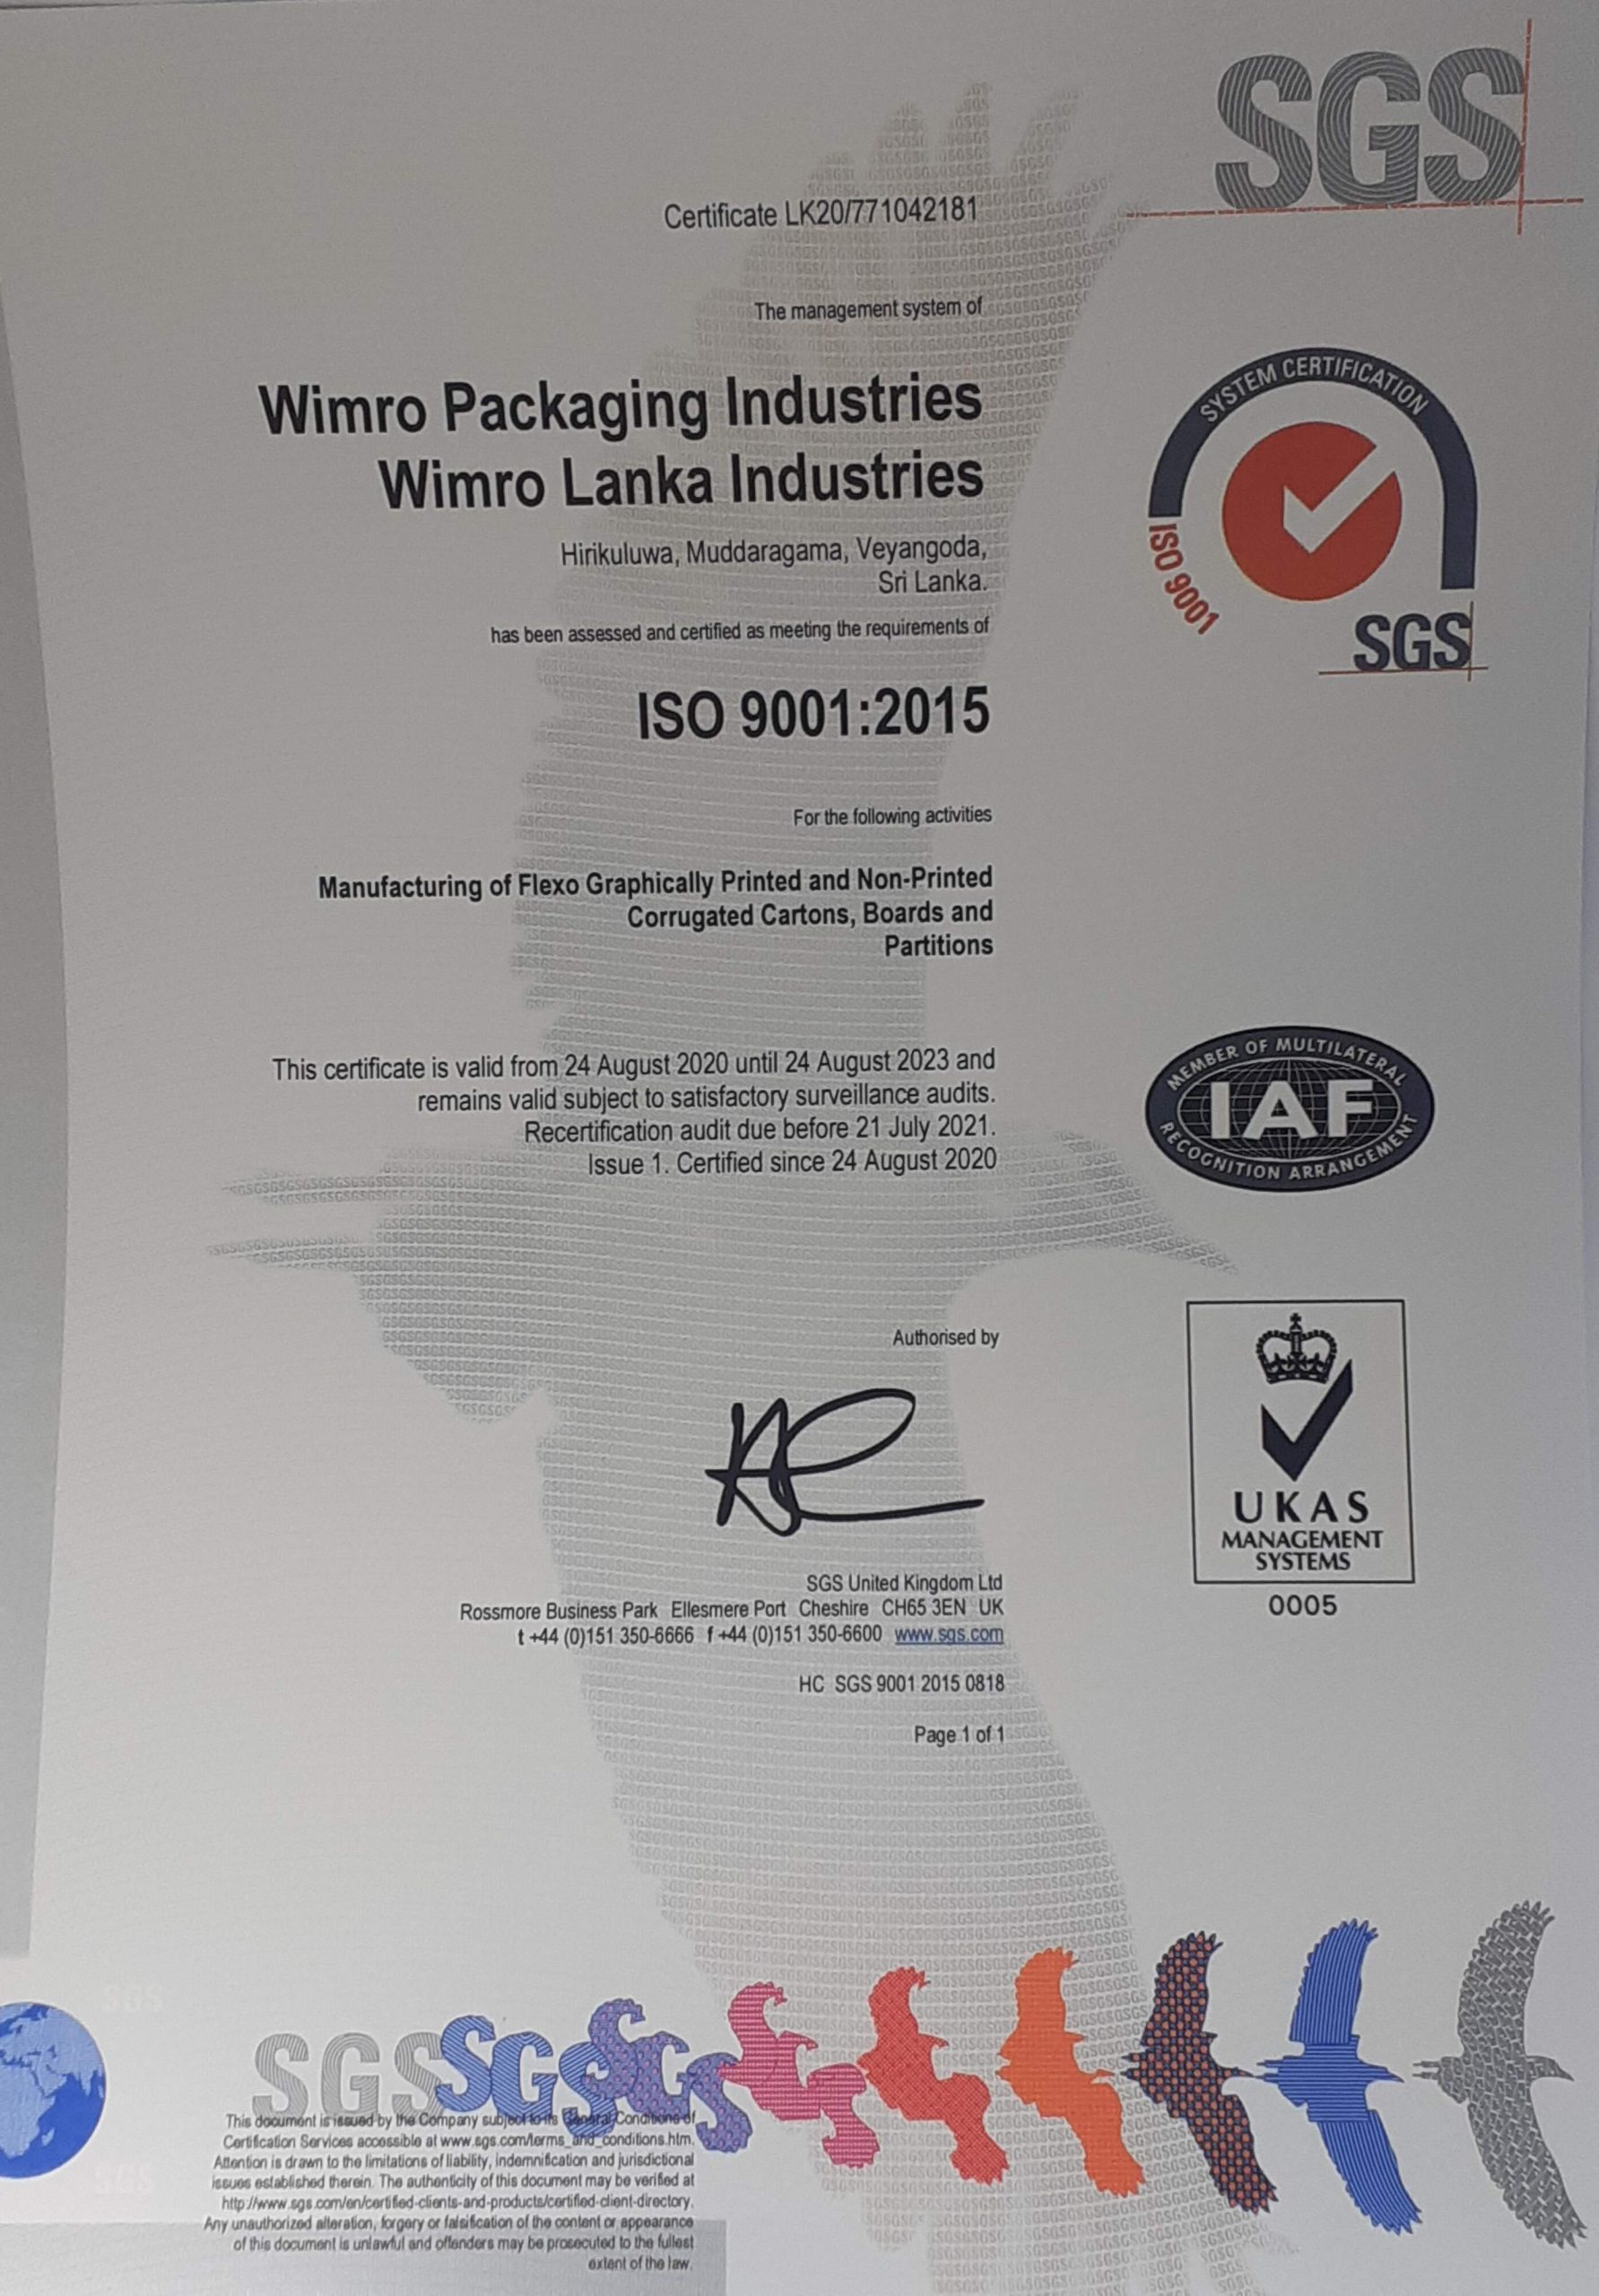 SGS
Certificate LK20/771042181
The management system of
Wimro Packaging Industries
Wimro Lanka Industries
Hirikuluwa, Muddaragama, Veyangoda,
Sri Lanka.
has been assessed and certified as meeting the requirements of
ISO 9001:2015
For the following activities
Manufacturing of Flexo Graphically Printed and Non-Printed
Corrugated Cartons, Boards and
Partitions
This certificate is valid from 24 August 2020 until 24 August 2023 and
remains valid subject to satisfactory surveillance audits.
Recertification audit due before 21 July 2021.
Issue 1. Certified since 24 August 2020
Authorised by
SGS United Kingdom Ltd
Rossmore Business Park Ellesmere Port Cheshire CH65 3EN UK
t +44 (0)151 350-6666 f +44 (0)151 350-6600 www.sgs.com
HC SGS 9001 2015 0818
Page 1 of 1
SYSTEM CERTIFICATION
ISO 9001
SGS
MEMBER OF MULTILATERAL
IAF
RECOGNITION ARRANGEMENT
UKAS
MANAGEMENT
SYSTEMS
0005
SGS SGS SGS
This document is issued by the Company subject to its General Conditions of
Certification Services accessible at www.sgs.com/terms_and_conditions.htm.
Attention is drawn to the limitations of liability, indemnification and jurisdictional
issues established therein. The authenticity of this document may be verified at
http://www.sgs.com/en/certified-clients-and-products/certified-client-directory.
Any unauthorized alteration, forgery or falsification of the content or appearance
of this document is unlawful and offenders may be prosecuted to the fullest
extent of the law.